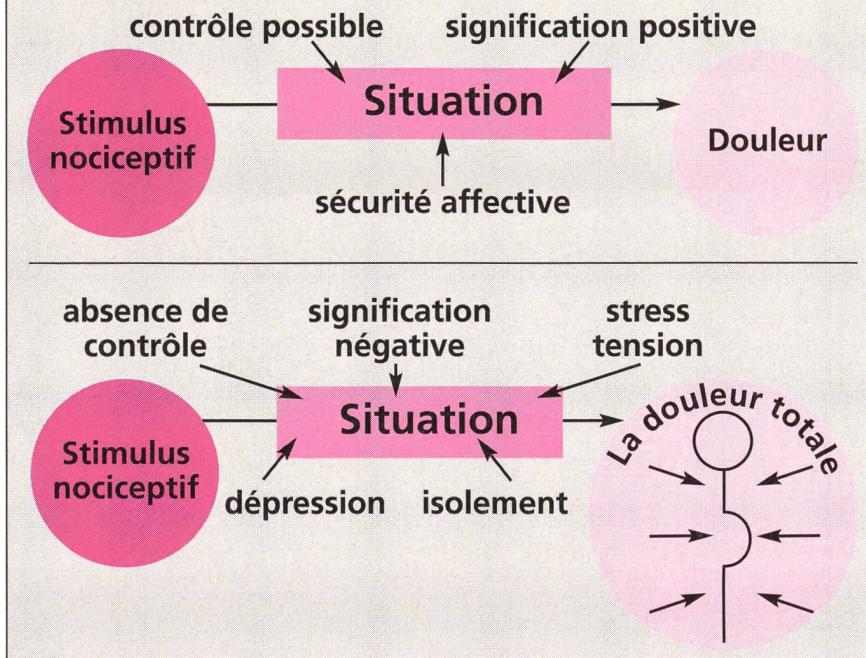 contrôle possible
signification positive
Stimulus
nociceptif
Situation
Douleur
sécurité affective
absence de
contrôle
signification
négative
stress
tension
Stimulus
nociceptif
Situation
La douleur totale
dépression
isolement